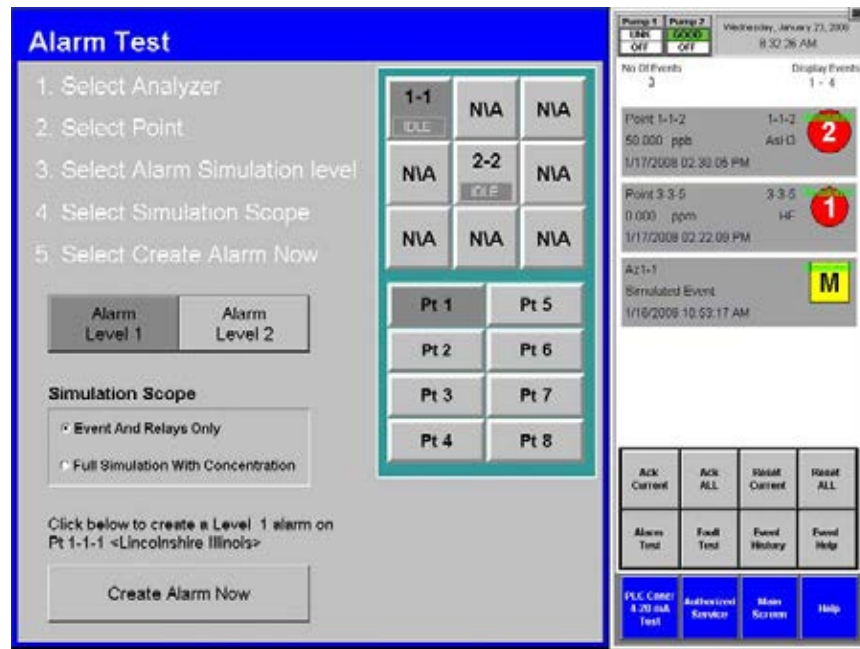 Alarm Test
1. Select Analyzer
2. Select Point
3. Select Alarm Simulation level
4. Select Simulation Scope
5. Select Create Alarm Now
1-1
IDLE
N\A
N\A
N\A
2-2
IDLE
N\A
N\A
N\A
N\A
Alarm
Level 1
Alarm
Level 2
Pt 1
Pt 5
Pt 2
Pt 6
Pt 3
Pt 7
Pt 4
Pt 8
Simulation Scope
Event And Relays Only
Full Simulation With Concentration
Click below to create a Level 1 alarm on
Pt 1-1-1 <Lincolnshire Illinois>
Create Alarm Now
Pump 1
LINK
OFF
Pump 2
GOOD
OFF
Wednesday, January 23, 2008
8:32:26 AM
No Of Events
3
Display Events
1 - 4
Point 1-1-2 1-1-2
50.000 ppb AsH3
1/17/2008 02:30:06 PM
2
Point 3-3-5 3-3-5
0.000 ppm HF
1/17/2008 02:22:09 PM
1
Az1-1
Simulated Event
1/16/2008 10:53:17 AM
M
Ack
Current
Ack
ALL
Reset
Current
Reset
ALL
Alarm
Test
Fault
Test
Event
History
Event
Help
4-20 mA
Test
Authorized
Service
Main
Screen
Help